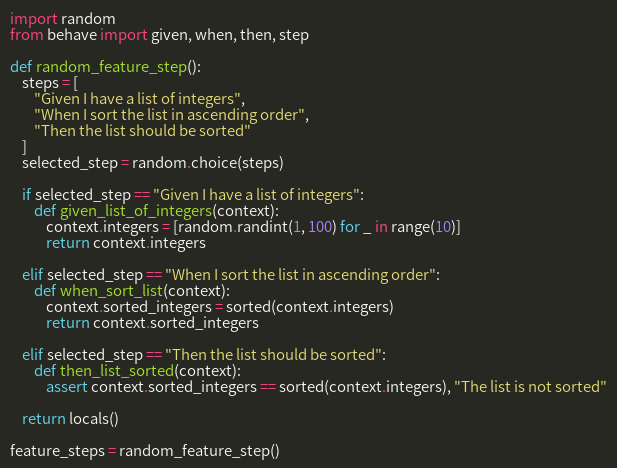 import random
from behave import given, when, then, step

def random_feature_step():
    steps = [
        "Given I have a list of integers",
        "When I sort the list in ascending order",
        "Then the list should be sorted"
    ]
    selected_step = random.choice(steps)

    if selected_step == "Given I have a list of integers":
        def given_list_of_integers(context):
            context.integers = [random.randint(1, 100) for _ in range(10)]
            return context.integers

    elif selected_step == "When I sort the list in ascending order":
        def when_sort_list(context):
            context.sorted_integers = sorted(context.integers)
            return context.sorted_integers

    elif selected_step == "Then the list should be sorted":
        def then_list_sorted(context):
            assert context.sorted_integers == sorted(context.integers), "The list is not sorted"

    return locals()

feature_steps = random_feature_step()